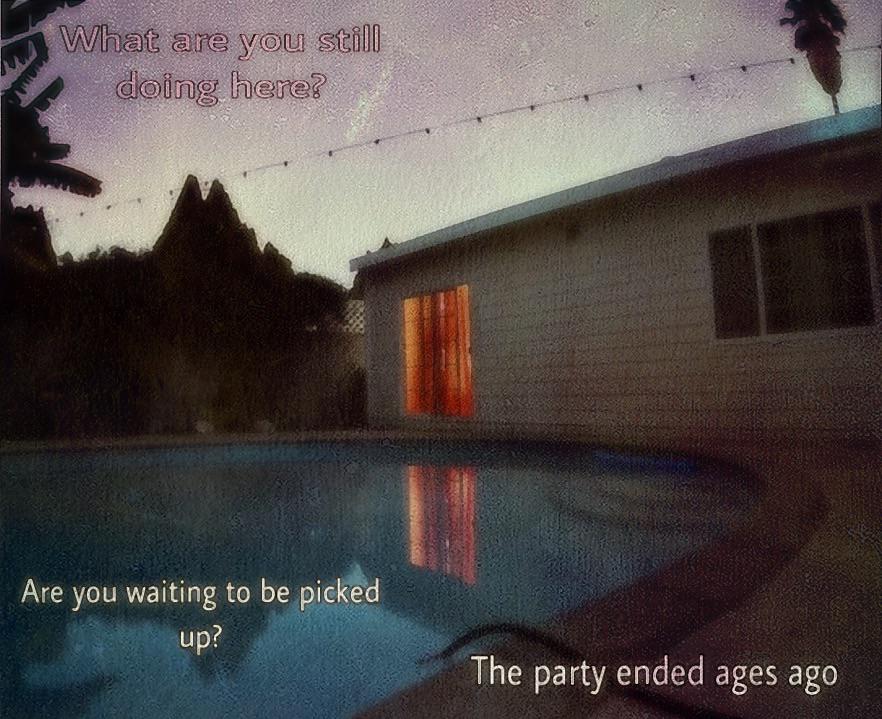 What are you still
doing here?
Are you waiting to be picked
up?
The party ended ages ago